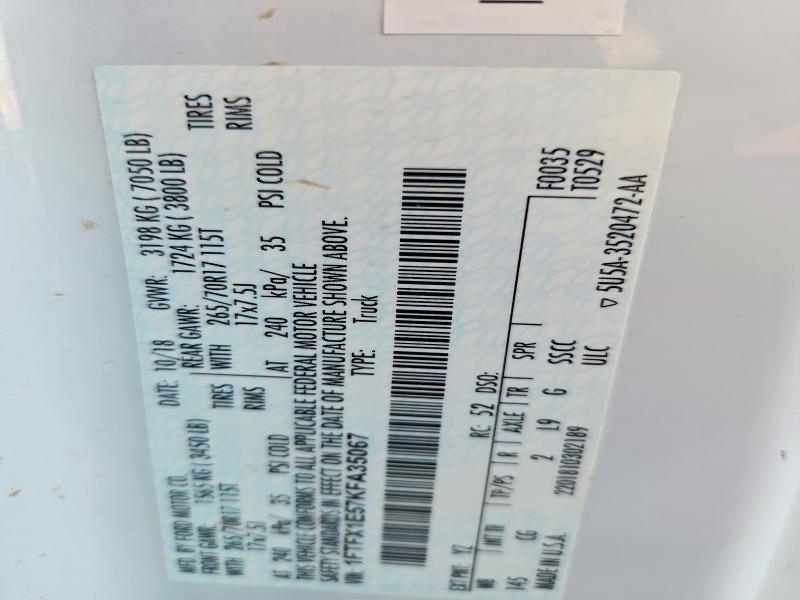 MFD. BY FORD MOTOR CO. DATE: 10/18 GVWR: 3198 KG ( 7050 LB)
FRONT GAWR: 1565 KG ( 3450 LB) REAR GAWR: 1724 KG ( 3800 LB)
WITH 265/70R17 115T TIRES WITH 265/70R17 115T TIRES
17x7.5J RIMS 17x7.5J RIMS
AT 240 kPa/ 35 PSI COLD AT 240 kPa/ 35 PSI COLD
THIS VEHICLE CONFORMS TO ALL APPLICABLE FEDERAL MOTOR VEHICLE
SAFETY STANDARDS IN EFFECT ON THE DATE OF MANUFACTURE SHOWN ABOVE.
VIN: 1FTFX1E57KFA35067 TYPE: Truck
EXT PNT: YZ RC: 52 DSO: F0035
WB INT TR TP/PS R AXLE TR SPR T0529
145 CG 2 L9 G SSCC
MADE IN U.S.A. 2201810302189 ULC ▽ 5U5A-3520472-AA